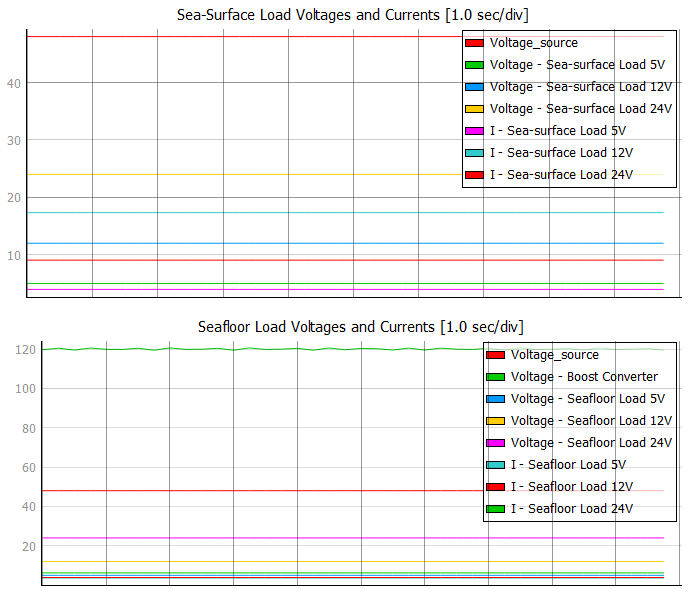 Sea-Surface Load Voltages and Currents [1.0 sec/div]
Voltage_source
Voltage - Sea-surface Load 5V
Voltage - Sea-surface Load 12V
Voltage - Sea-surface Load 24V
I - Sea-surface Load 5V
I - Sea-surface Load 12V
I - Sea-surface Load 24V
40
30
20
10
Seafloor Load Voltages and Currents [1.0 sec/div]
Voltage_source
Voltage - Boost Converter
Voltage - Seafloor Load 5V
Voltage - Seafloor Load 12V
Voltage - Seafloor Load 24V
I - Seafloor Load 5V
I - Seafloor Load 12V
I - Seafloor Load 24V
120
100
80
60
40
20